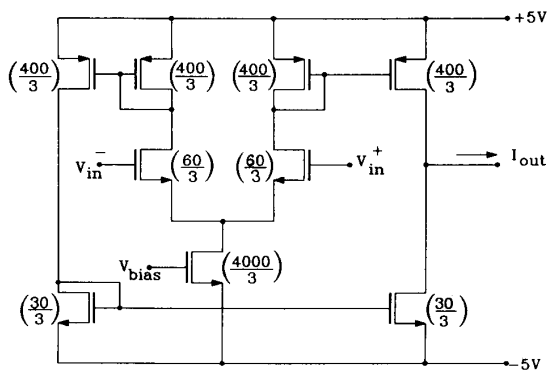 +5V
(400/3) (400/3) (400/3) (400/3)
V_in^- (60/3) (60/3) V_in^+ I_out
V_bias (4000/3)
(30/3) (30/3)
-5V